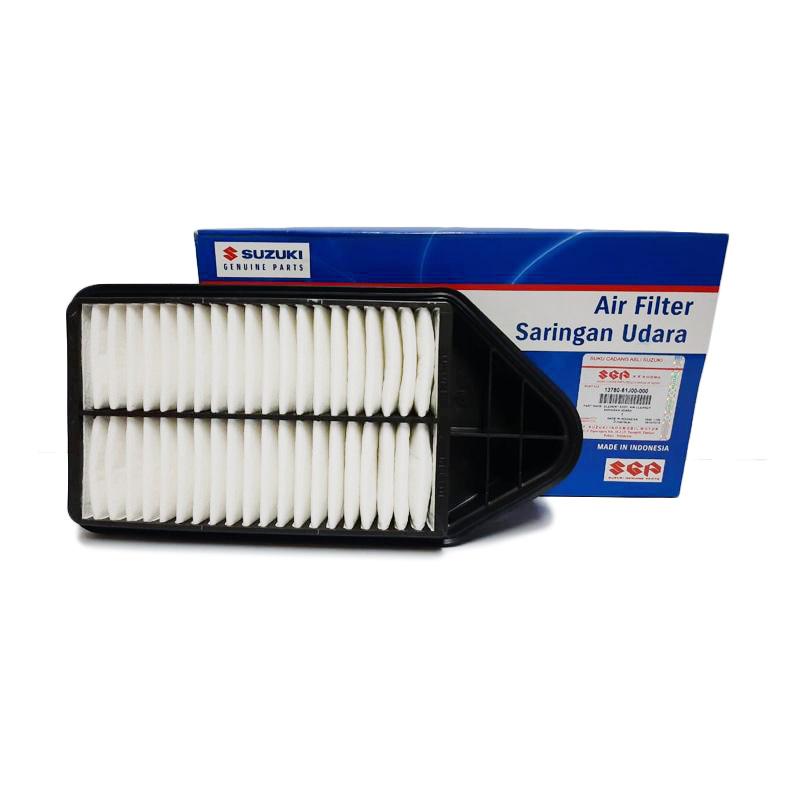 SUZUKI
GENUINE PARTS
Air Filter
Saringan Udara
SUKU CADANG ASLI SUZUKI
SGP
13780-61J00-000
MADE IN INDONESIA
SGP
SUZUKI GENUINE PARTS